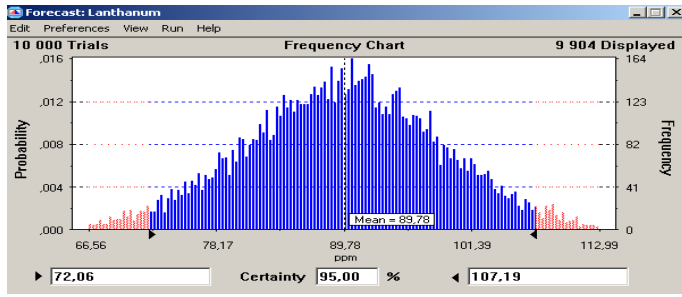 Forecast: Lanthanum
Edit Preferences View Run Help
10 000 Trials Frequency Chart 9 904 Displayed
,016 164
,012 123
,008 82
,004 41
,000 0
Probability
Frequency
Mean = 89,78
66,56 78,17 89,78 101,39 112,99
ppm
72,06 Certainty 95,00 % 107,19